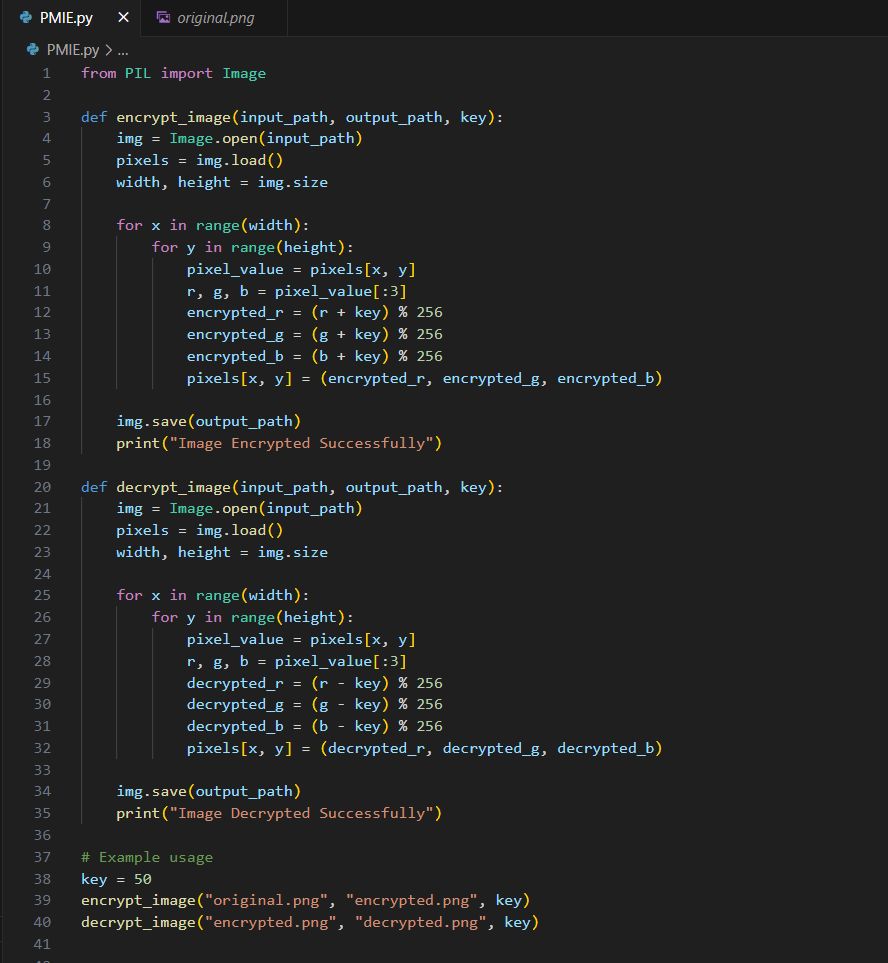 PMIE.py × original.png
PMIE.py > ...
1 from PIL import Image
2
3 def encrypt_image(input_path, output_path, key):
4     img = Image.open(input_path)
5     pixels = img.load()
6     width, height = img.size
7
8     for x in range(width):
9         for y in range(height):
10             pixel_value = pixels[x, y]
11             r, g, b = pixel_value[:3]
12             encrypted_r = (r + key) % 256
13             encrypted_g = (g + key) % 256
14             encrypted_b = (b + key) % 256
15             pixels[x, y] = (encrypted_r, encrypted_g, encrypted_b)
16
17     img.save(output_path)
18     print("Image Encrypted Successfully")
19
20 def decrypt_image(input_path, output_path, key):
21     img = Image.open(input_path)
22     pixels = img.load()
23     width, height = img.size
24
25     for x in range(width):
26         for y in range(height):
27             pixel_value = pixels[x, y]
28             r, g, b = pixel_value[:3]
29             decrypted_r = (r - key) % 256
30             decrypted_g = (g - key) % 256
31             decrypted_b = (b - key) % 256
32             pixels[x, y] = (decrypted_r, decrypted_g, decrypted_b)
33
34     img.save(output_path)
35     print("Image Decrypted Successfully")
36
37 # Example usage
38 key = 50
39 encrypt_image("original.png", "encrypted.png", key)
40 decrypt_image("encrypted.png", "decrypted.png", key)
41